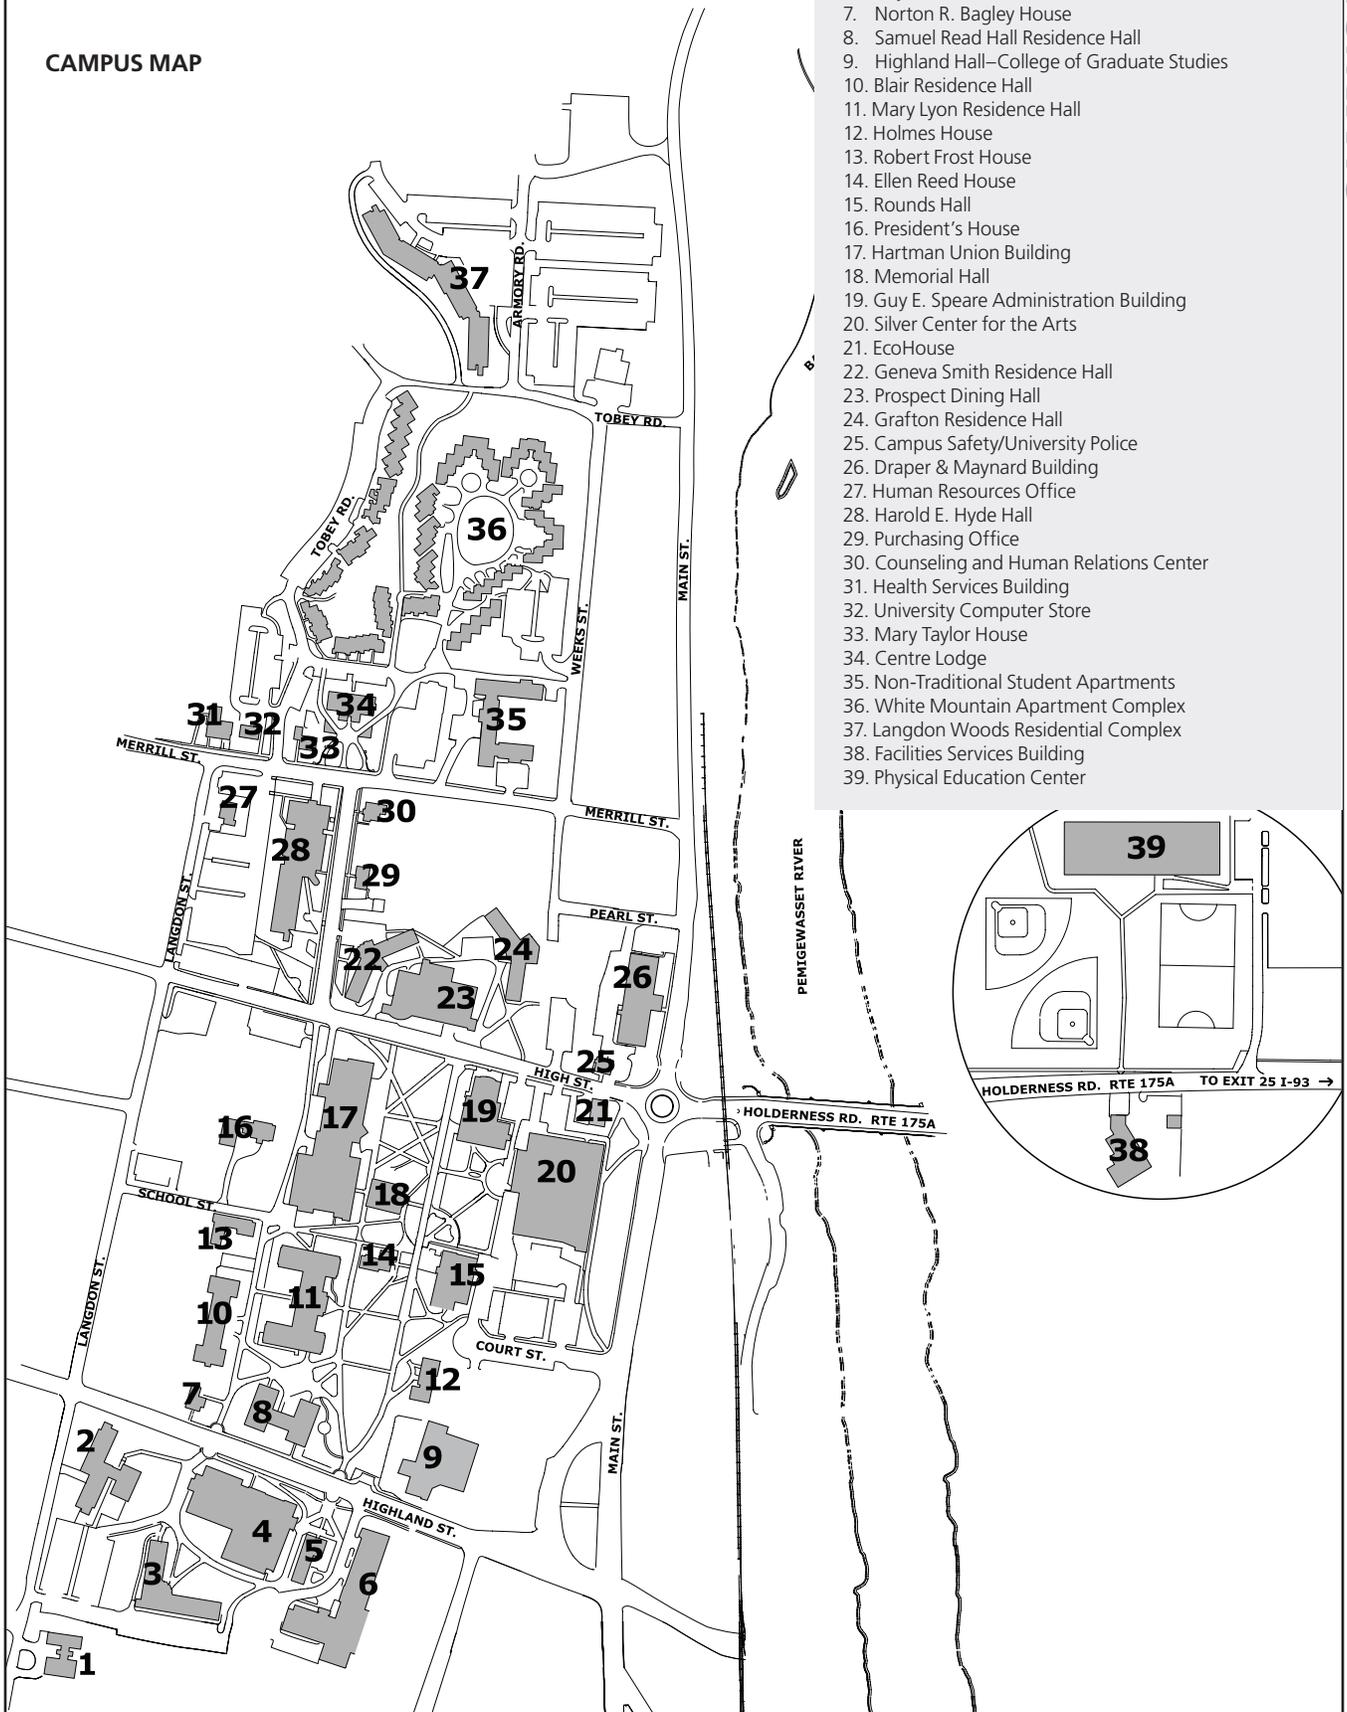 CAMPUS MAP
7. Norton R. Bagley House
8. Samuel Read Hall Residence Hall
9. Highland Hall–College of Graduate Studies
10. Blair Residence Hall
11. Mary Lyon Residence Hall
12. Holmes House
13. Robert Frost House
14. Ellen Reed House
15. Rounds Hall
16. President's House
17. Hartman Union Building
18. Memorial Hall
19. Guy E. Speare Administration Building
20. Silver Center for the Arts
21. EcoHouse
22. Geneva Smith Residence Hall
23. Prospect Dining Hall
24. Grafton Residence Hall
25. Campus Safety/University Police
26. Draper & Maynard Building
27. Human Resources Office
28. Harold E. Hyde Hall
29. Purchasing Office
30. Counseling and Human Relations Center
31. Health Services Building
32. University Computer Store
33. Mary Taylor House
34. Centre Lodge
35. Non-Traditional Student Apartments
36. White Mountain Apartment Complex
37. Langdon Woods Residential Complex
38. Facilities Services Building
39. Physical Education Center
37
ARMORY RD.
TOBEY RD.
36
TOBEY RD.
MAIN ST.
WEEKS ST.
34
31
32
33
35
MERRILL ST.
27
30
MERRILL ST.
28
29
39
PEMIGEWASSET RIVER
LANGDON ST.
PEARL ST.
22
24
26
23
25
HIGH ST.
HOLDERNESS RD. RTE 175A
TO EXIT 25 I-93 →
16
17
19
21
HOLDERNESS RD. RTE 175A
38
20
18
SCHOOL ST.
13
14
15
11
10
LANGDON ST.
COURT ST.
12
7
8
2
9
MAIN ST.
HIGHLAND ST.
4
5
3
6
1